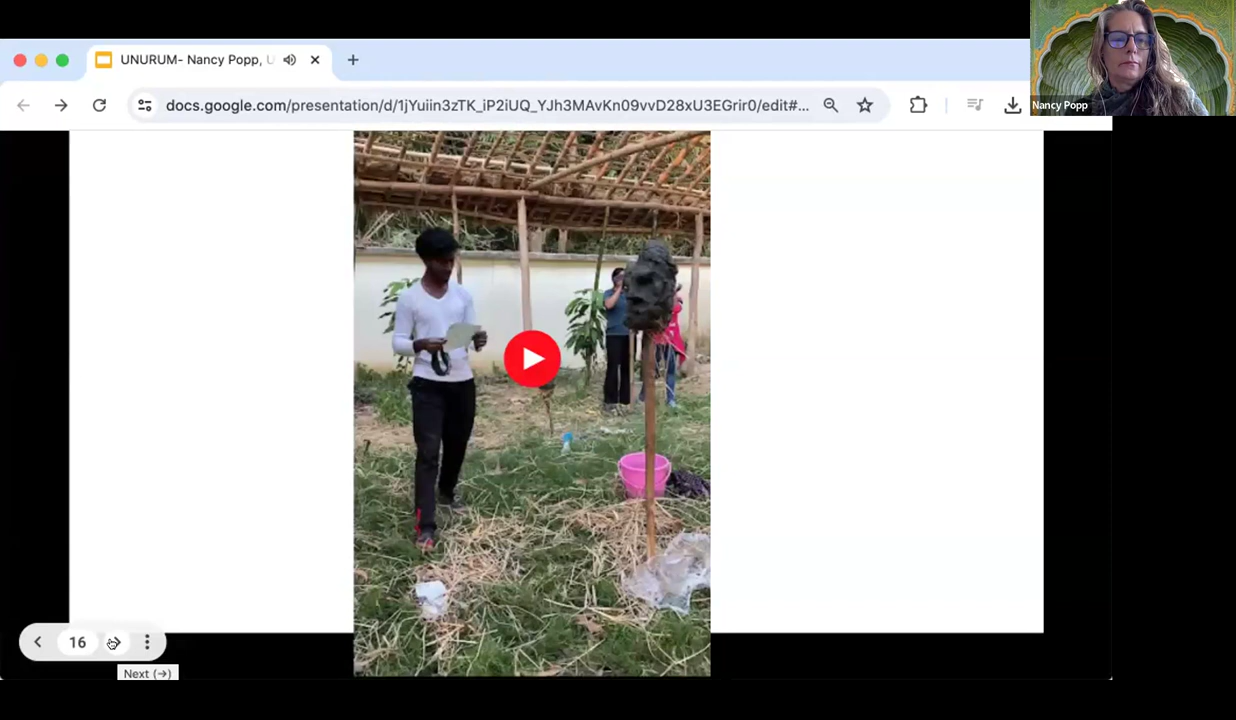 UNURUM- Nancy Popp, U
docs.google.com/presentation/d/1jYuiin3zTK_iP2iUQ_YJh3MAvKn09vvD28xU3EGrir0/edit#...
Nancy Popp
16
Next (→)